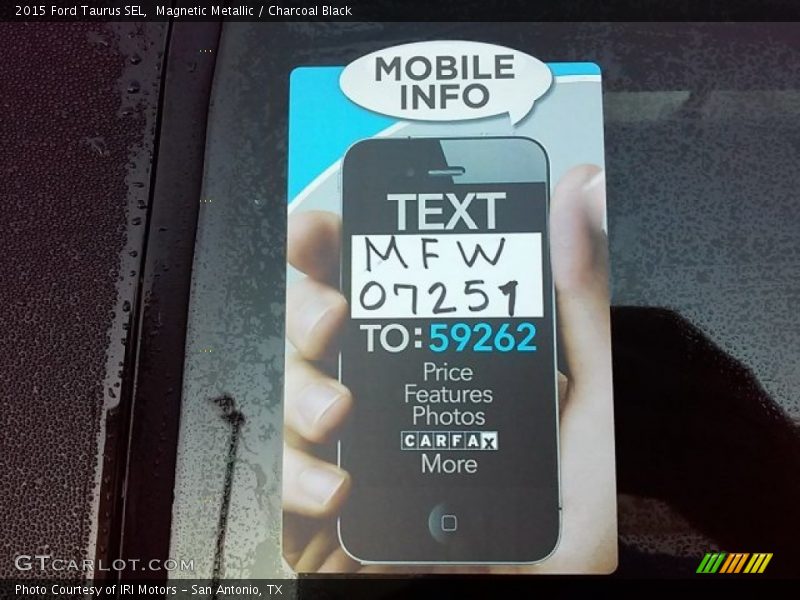 2015 Ford Taurus SEL,  Magnetic Metallic / Charcoal Black
MOBILE
INFO
TEXT
MFW
07251
TO: 59262
Price
Features
Photos
CARFAX
More
GTCARLOT.COM
Photo Courtesy of IRI Motors - San Antonio, TX